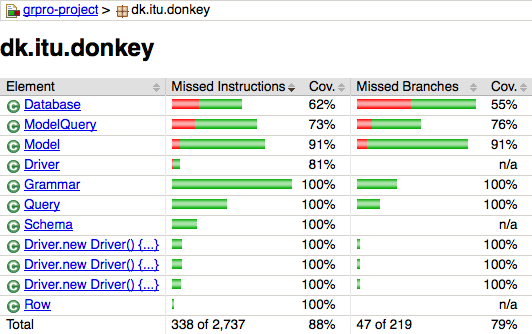 grpro-project > dk.itu.donkey
dk.itu.donkey
Element Missed Instructions Cov. Missed Branches Cov.
Database 62% 55%
ModelQuery 73% 76%
Model 91% 91%
Driver 81% n/a
Grammar 100% 100%
Query 100% 100%
Schema 100% n/a
Driver.new Driver() {...} 100% 100%
Driver.new Driver() {...} 100% 100%
Driver.new Driver() {...} 100% 100%
Row 100% n/a
Total 338 of 2,737 88% 47 of 219 79%